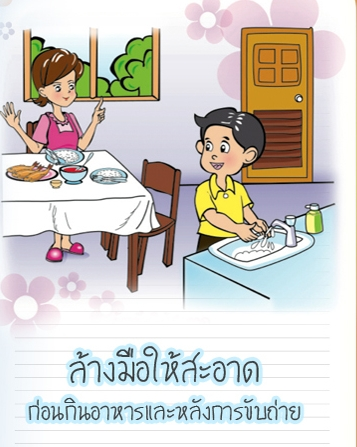 ล้างมือให้สะอาด
ก่อนกินอาหารและหลังการขับถ่าย